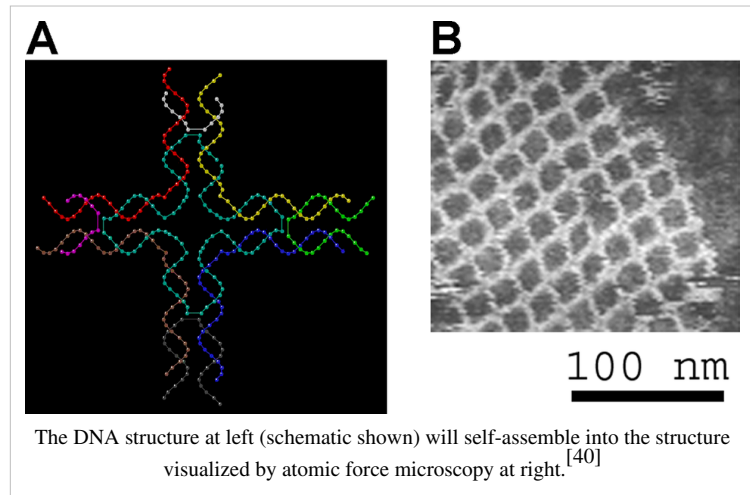 A
B
100 nm
The DNA structure at left (schematic shown) will self-assemble into the structure
visualized by atomic force microscopy at right.[40]